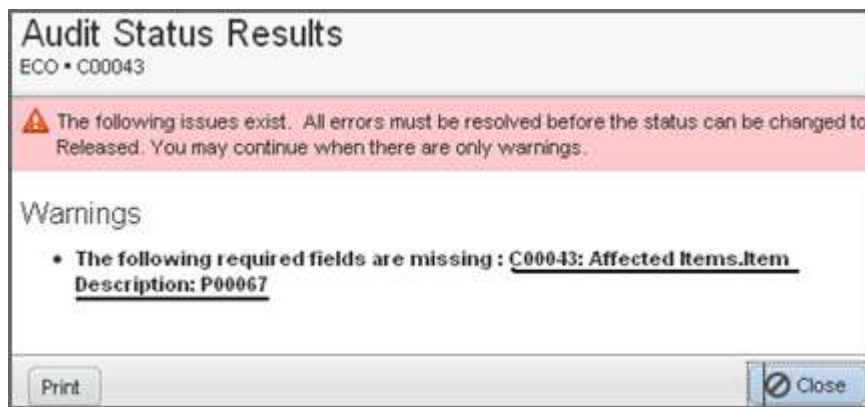 Audit Status Results
ECO • C00043
The following issues exist. All errors must be resolved before the status can be changed to
Released. You may continue when there are only warnings.
Warnings
• The following required fields are missing : C00043: Affected Items.Item
Description: P00067
Print
Close